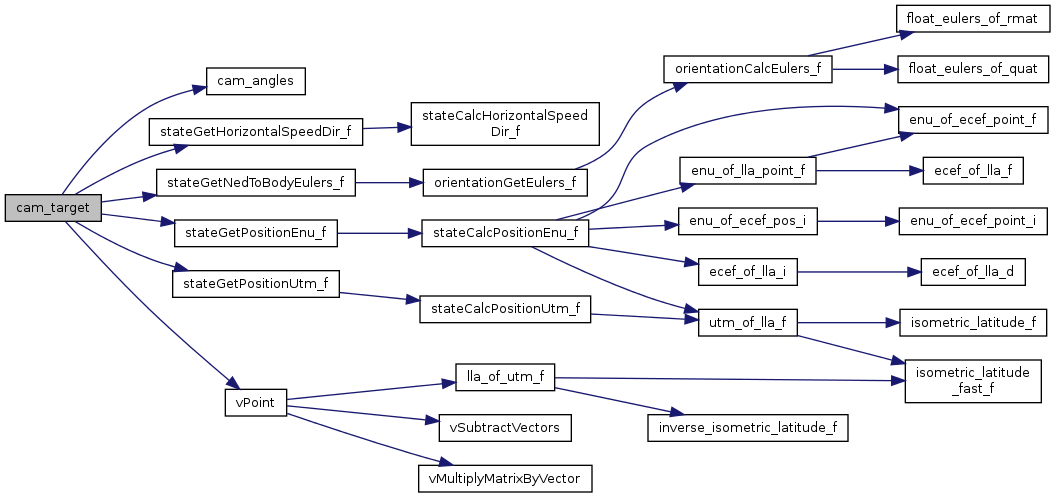 cam_target
cam_angles
stateGetHorizontalSpeedDir_f
stateCalcHorizontalSpeed
Dir_f
stateGetNedToBodyEulers_f
orientationGetEulers_f
orientationCalcEulers_f
float_eulers_of_rmat
float_eulers_of_quat
stateGetPositionEnu_f
stateCalcPositionEnu_f
enu_of_ecef_point_f
enu_of_lla_point_f
ecef_of_lla_f
enu_of_ecef_pos_i
enu_of_ecef_point_i
ecef_of_lla_i
ecef_of_lla_d
stateGetPositionUtm_f
stateCalcPositionUtm_f
utm_of_lla_f
isometric_latitude_f
isometric_latitude
_fast_f
vPoint
lla_of_utm_f
inverse_isometric_latitude_f
vSubtractVectors
vMultiplyMatrixByVector